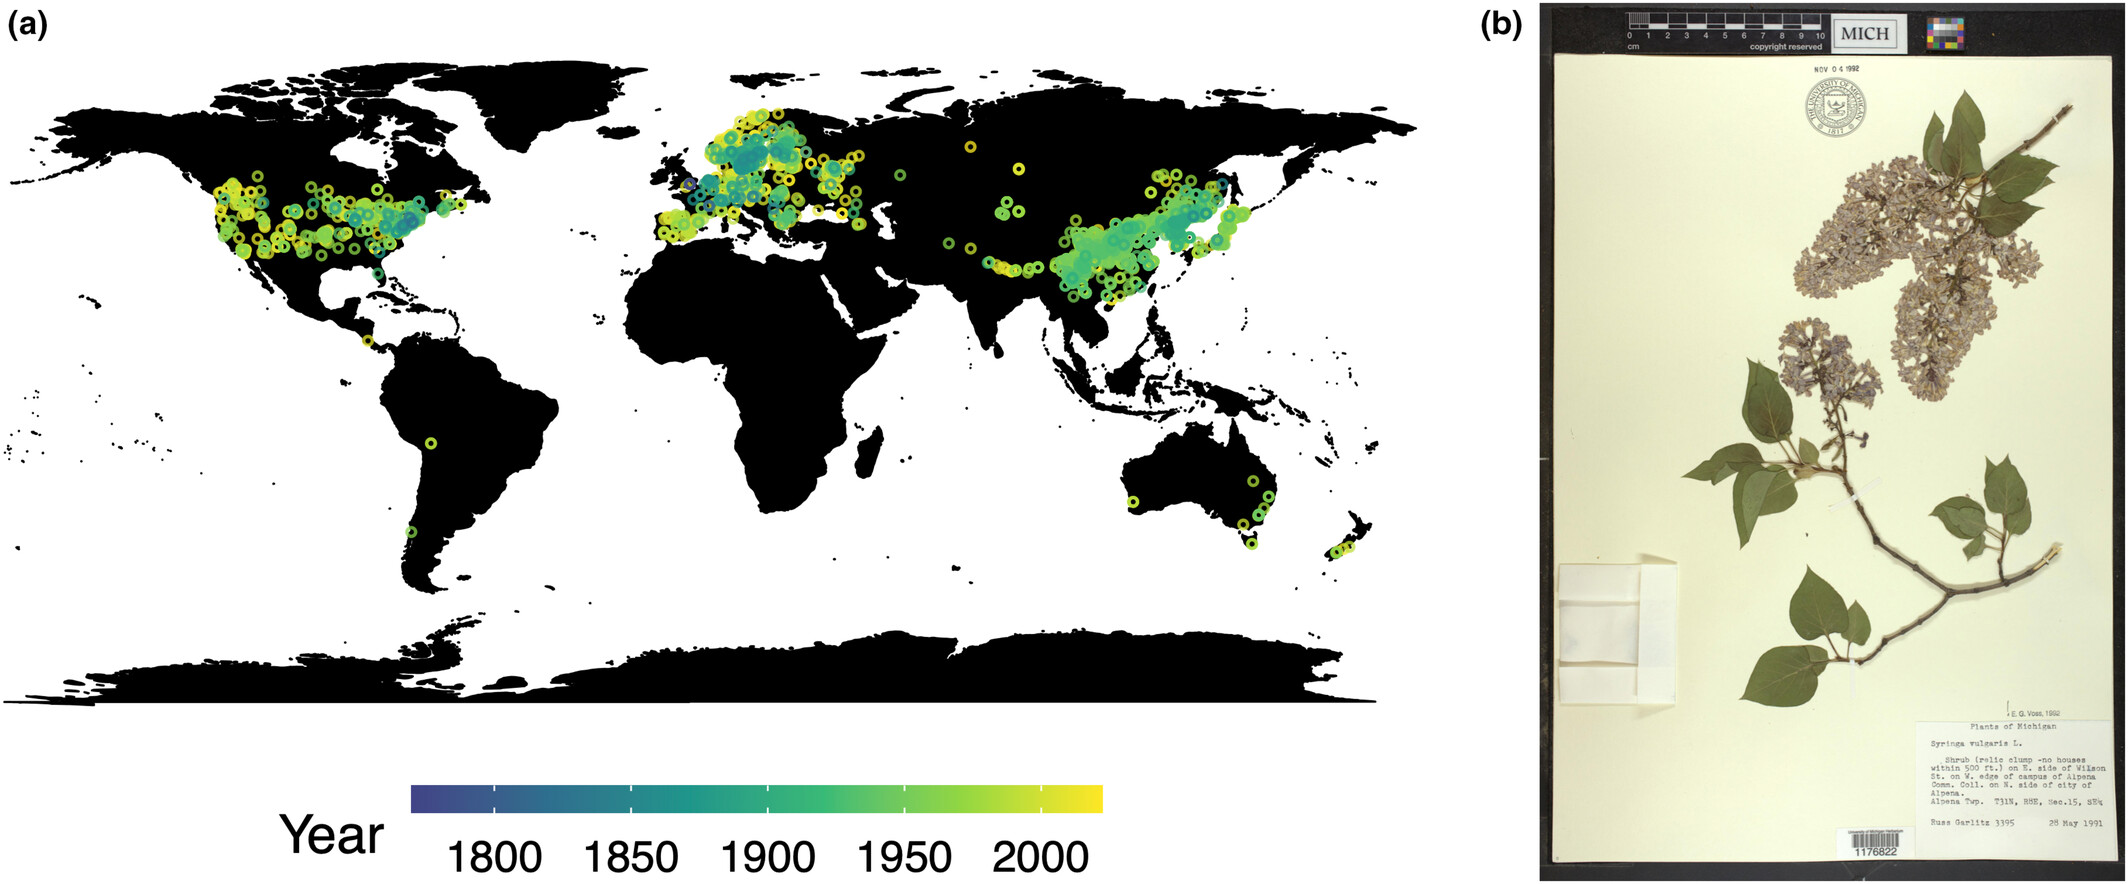 (a)
Year
1800 1850 1900 1950 2000
(b)
0 1 2 3 4 5 6 7 8 9 10
cm copyright reserved
MICH
NOV 04 1992
THE UNIVERSITY OF MICHIGAN
1817
E. G. Voss, 1992
Plants of Michigan
Syringa vulgaris L.
Shrub (relic clump -no houses
within 500 ft.) on E. side of Wilson
St. on W. edge of campus of Alpena
Comm. Coll. on N. side of city of
Alpena.
Alpena Twp. T31N, R8E, Sec.15, SE¼
Russ Garlitz 3395 28 May 1991
University of Michigan Herbarium
1176822